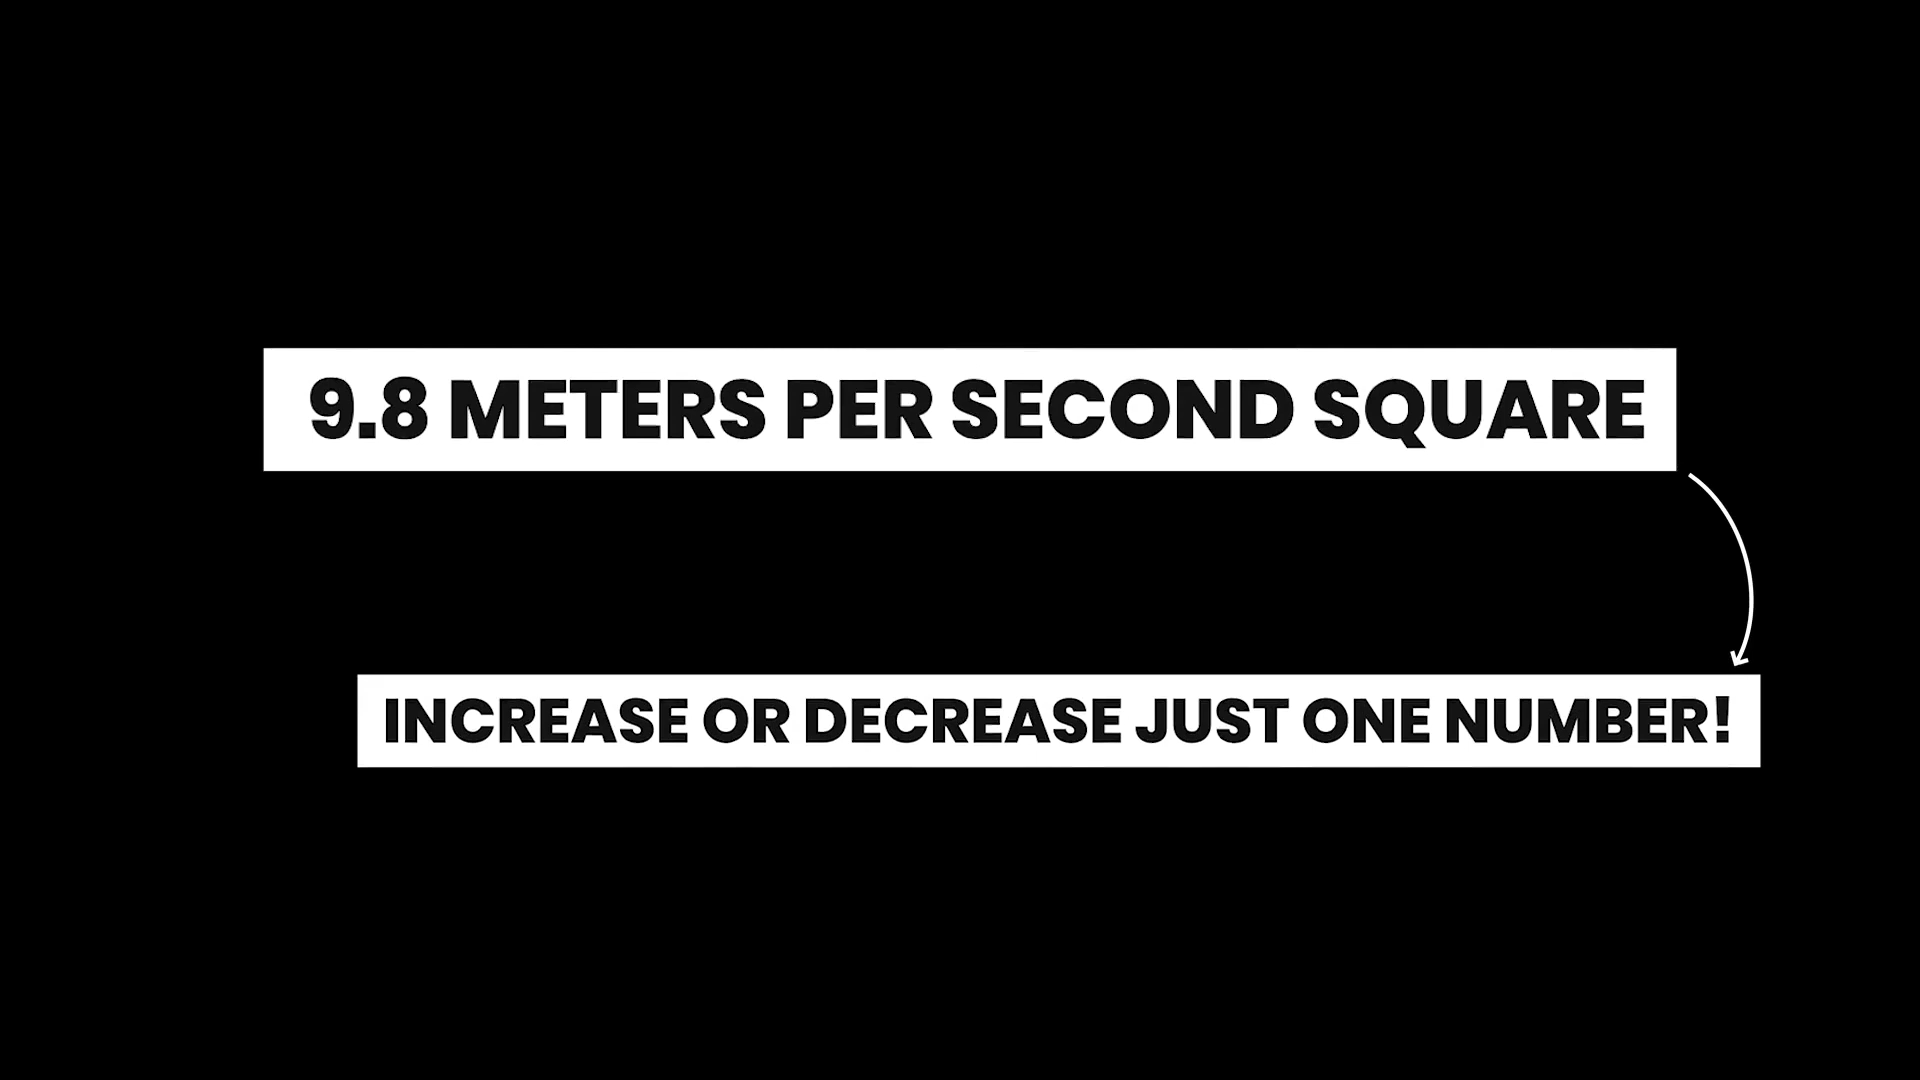 9.8 METERS PER SECOND SQUARE
INCREASE OR DECREASE JUST ONE NUMBER!